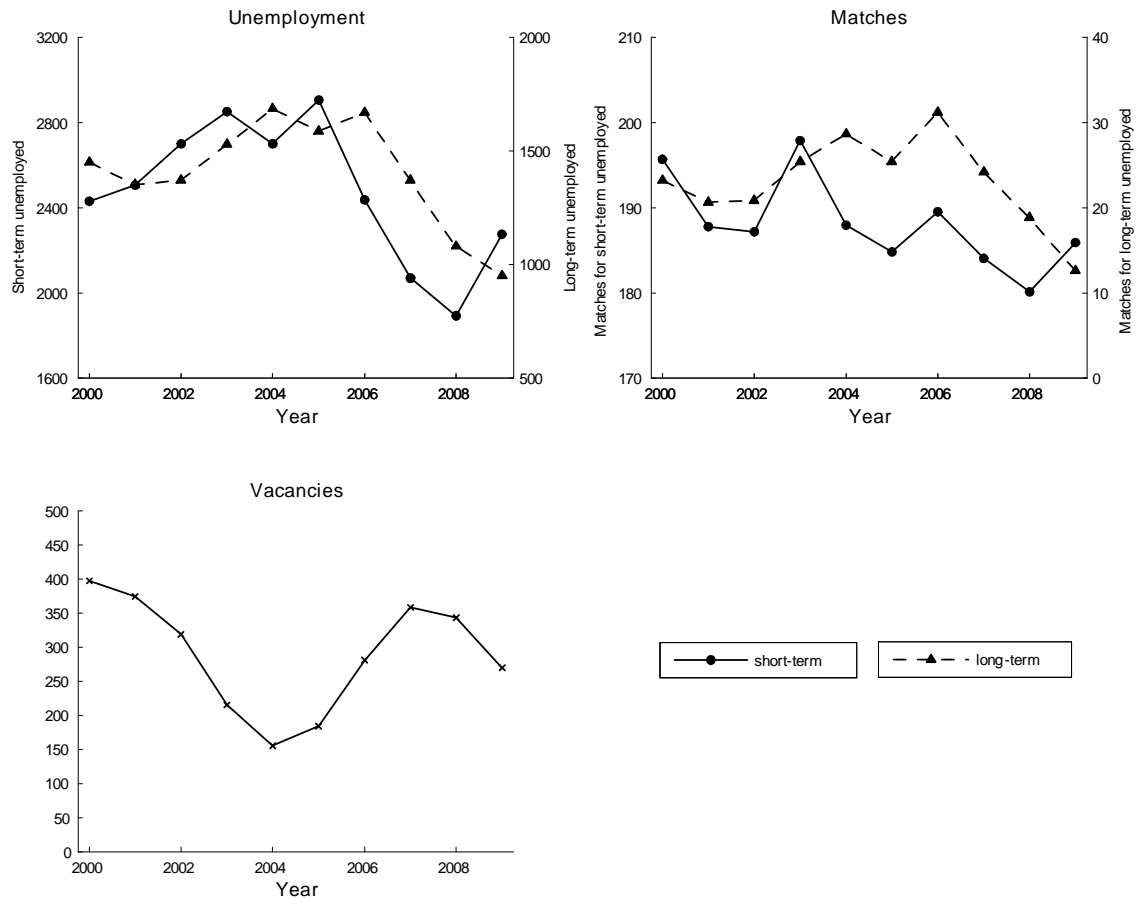 Unemployment
Short-term unemployed
3200
2800
2400
2000
1600
2000
1500
1000
500
Long-term unemployed
2000 2002 2004 2006 2008
Year
Matches
Matches for short-term unemployed
210
200
190
180
170
40
30
20
10
0
Matches for long-term unemployed
2000 2002 2004 2006 2008
Year
Vacancies
500
450
400
350
300
250
200
150
100
50
0
2000 2002 2004 2006 2008
Year
short-term
long-term